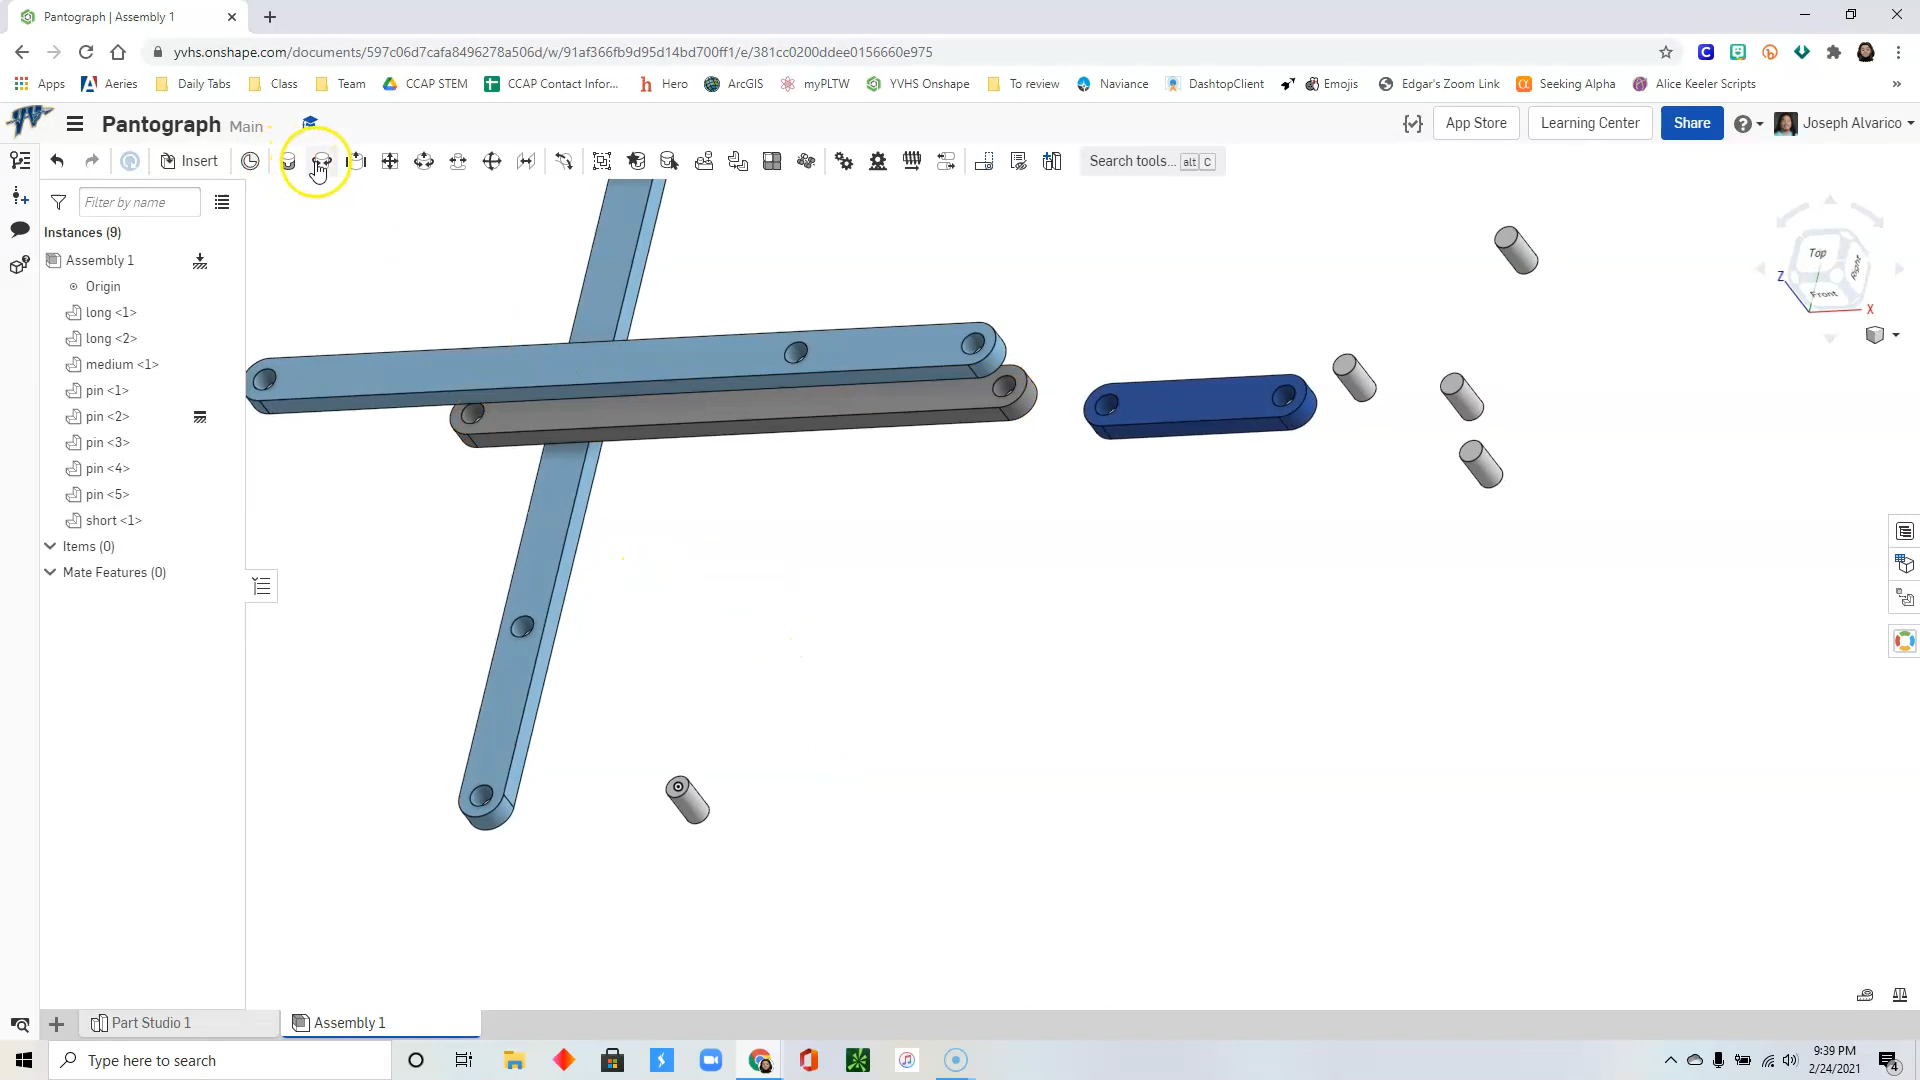 Pantograph | Assembly 1
yvhs.onshape.com/documents/597c06d7cafa8496278a506d/w/91af366fb9d95d14bd700ff1/e/381cc0200ddee0156660e975
Apps Aeries Daily Tabs Class Team CCAP STEM CCAP Contact Infor... Hero ArcGIS myPLTW YVHS Onshape To review Naviance DashtopClient Emojis Edgar's Zoom Link Seeking Alpha Alice Keeler Scripts »
Pantograph Main App Store Learning Center Share Joseph Alvarico
Insert Search tools... alt C
Filter by name
Instances (9)
Assembly 1
Origin
long <1>
long <2>
medium <1>
pin <1>
pin <2>
pin <3>
pin <4>
pin <5>
short <1>
Items (0)
Mate Features (0)
Top
Right
Front
Z
X
Part Studio 1 Assembly 1
Type here to search
9:39 PM
2/24/2021
4